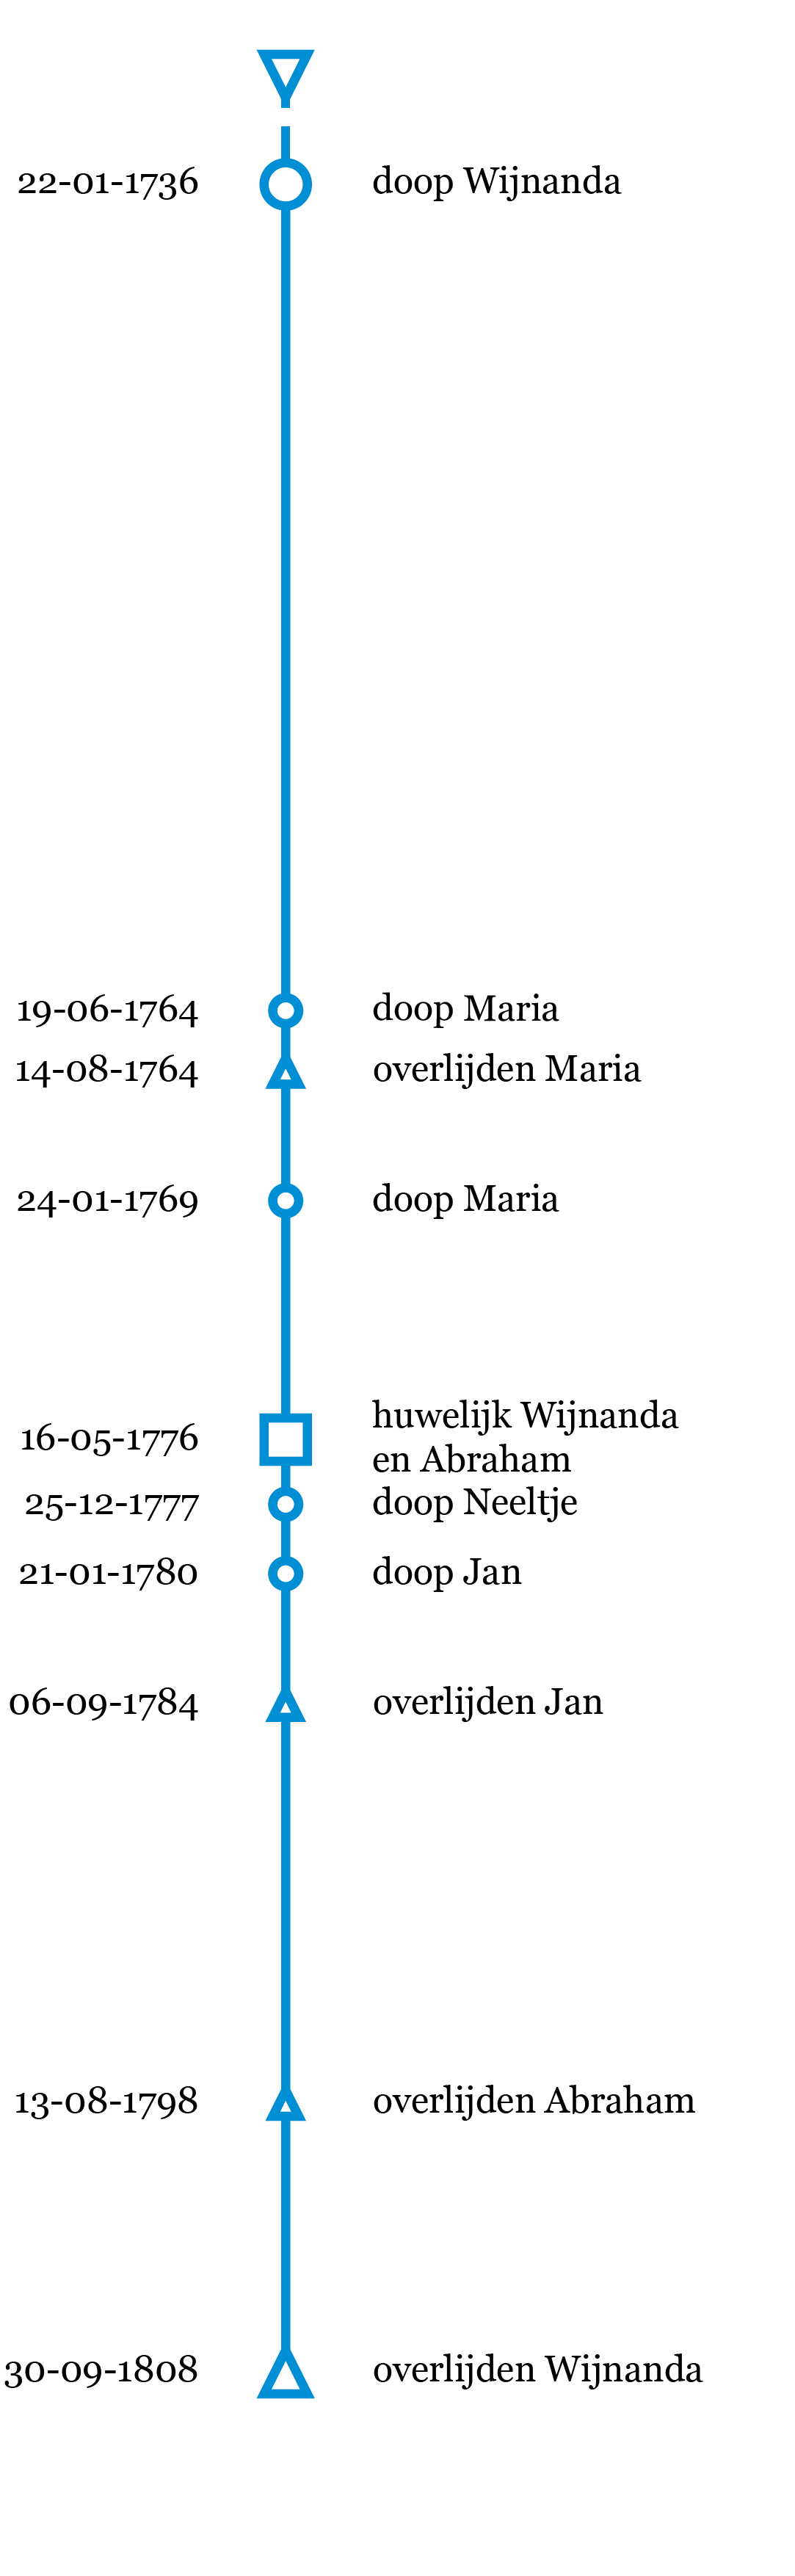 22-01-1736 doop Wijnanda
19-06-1764 doop Maria
14-08-1764 overlijden Maria
24-01-1769 doop Maria
16-05-1776 huwelijk Wijnanda
en Abraham
25-12-1777 doop Neeltje
21-01-1780 doop Jan
06-09-1784 overlijden Jan
13-08-1798 overlijden Abraham
30-09-1808 overlijden Wijnanda